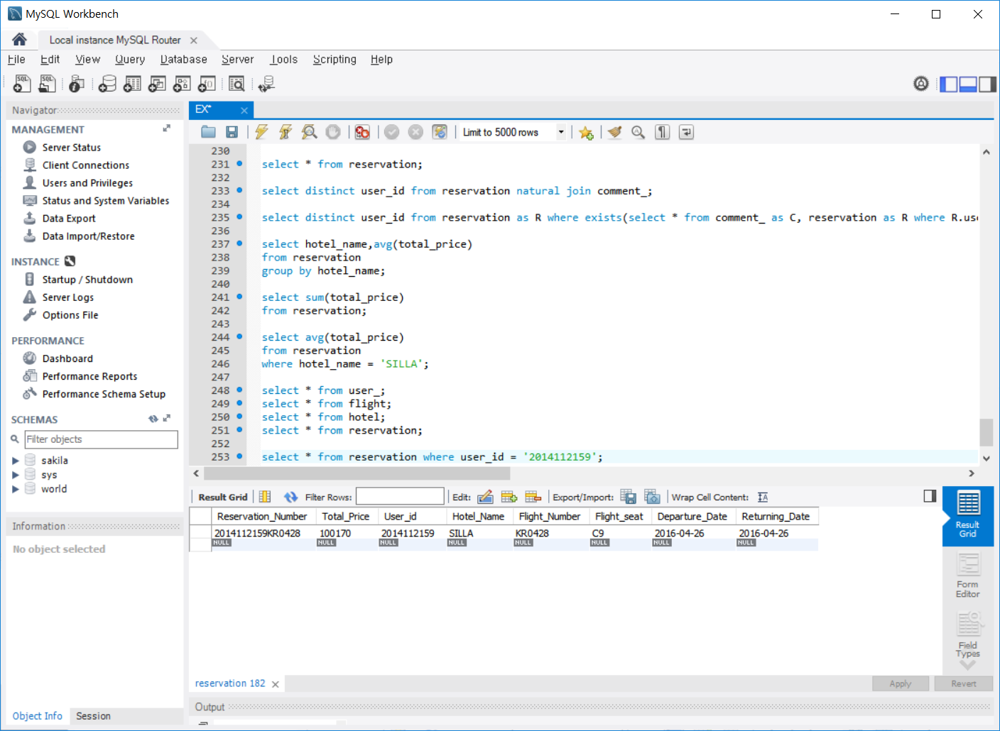 MySQL Workbench
Local instance MySQL Router
File Edit View Query Database Server Tools Scripting Help
Navigator
MANAGEMENT
Server Status
Client Connections
Users and Privileges
Status and System Variables
Data Export
Data Import/Restore
INSTANCE
Startup / Shutdown
Server Logs
Options File
PERFORMANCE
Dashboard
Performance Reports
Performance Schema Setup
SCHEMAS
Filter objects
sakila
sys
world
Information
No object selected
Object Info Session
EX*
Limit to 5000 rows
230
231 select * from reservation;
232
233 select distinct user_id from reservation natural join comment_;
234
235 select distinct user_id from reservation as R where exists(select * from comment_ as C, reservation as R where R.use
236
237 select hotel_name,avg(total_price)
238 from reservation
239 group by hotel_name;
240
241 select sum(total_price)
242 from reservation;
243
244 select avg(total_price)
245 from reservation
246 where hotel_name = 'SILLA';
247
248 select * from user_;
249 select * from flight;
250 select * from hotel;
251 select * from reservation;
252
253 select * from reservation where user_id = '2014112159';
Result Grid Filter Rows: Edit: Export/Import: Wrap Cell Content:
Reservation_Number Total_Price User_id Hotel_Name Flight_Number Flight_seat Departure_Date Returning_Date
2014112159KR0428 100170 2014112159 SILLA KR0428 C9 2016-04-26 2016-04-26
NULL NULL NULL NULL NULL NULL NULL NULL
Result
Grid
Form
Editor
Field
Types
reservation 182
Apply Revert
Output